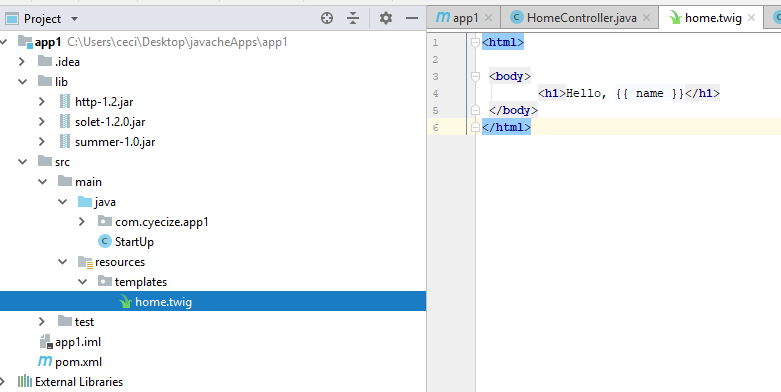 Project
app1 C:\Users\ceci\Desktop\javacheApps\app1
.idea
lib
http-1.2.jar
solet-1.2.0.jar
summer-1.0.jar
src
main
java
com.cyecize.app1
StartUp
resources
templates
home.twig
test
app1.iml
pom.xml
External Libraries
app1 HomeController.java home.twig
1 <html>
2
3 <body>
4 <h1>Hello, {{ name }}</h1>
5 </body>
6 </html>